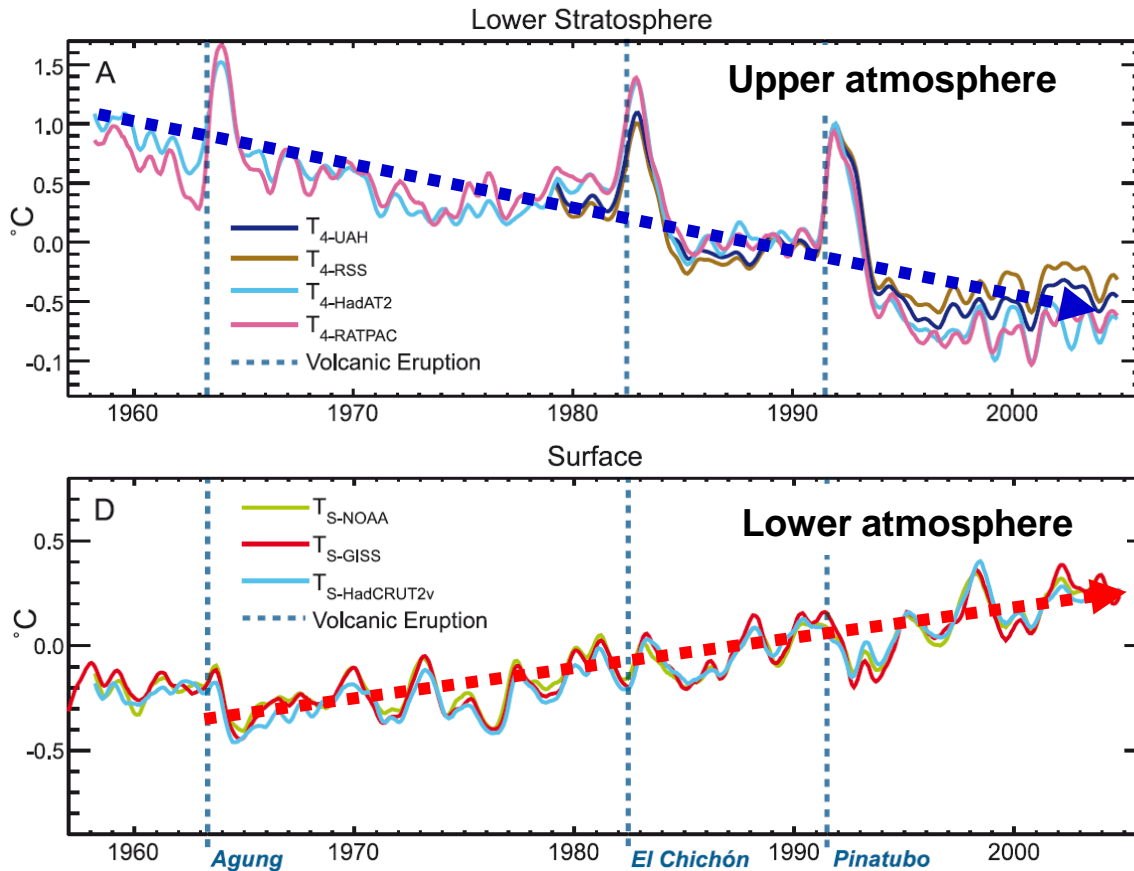 Lower Stratosphere
A
Upper atmosphere
1.5
1.0
0.5
0.0
-0.5
-0.1
°C
T4-UAH
T4-RSS
T4-HadAT2
T4-RATPAC
Volcanic Eruption
1960 1970 1980 1990 2000
Surface
D
Lower atmosphere
0.5
0.0
-0.5
°C
TS-NOAA
TS-GISS
TS-HadCRUT2v
Volcanic Eruption
1960 1970 1980 1990 2000
Agung El Chichón Pinatubo